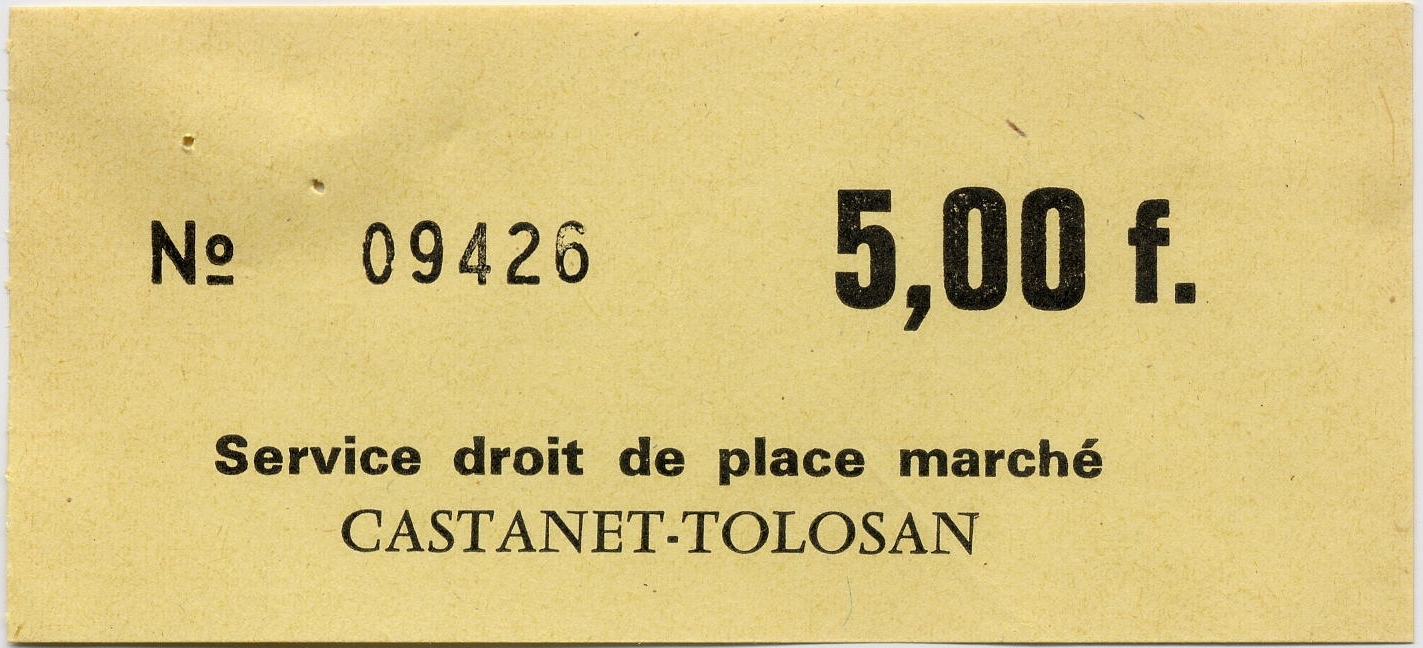 Nº 09426 5,00 f.
Service droit de place marché
CASTANET-TOLOSAN